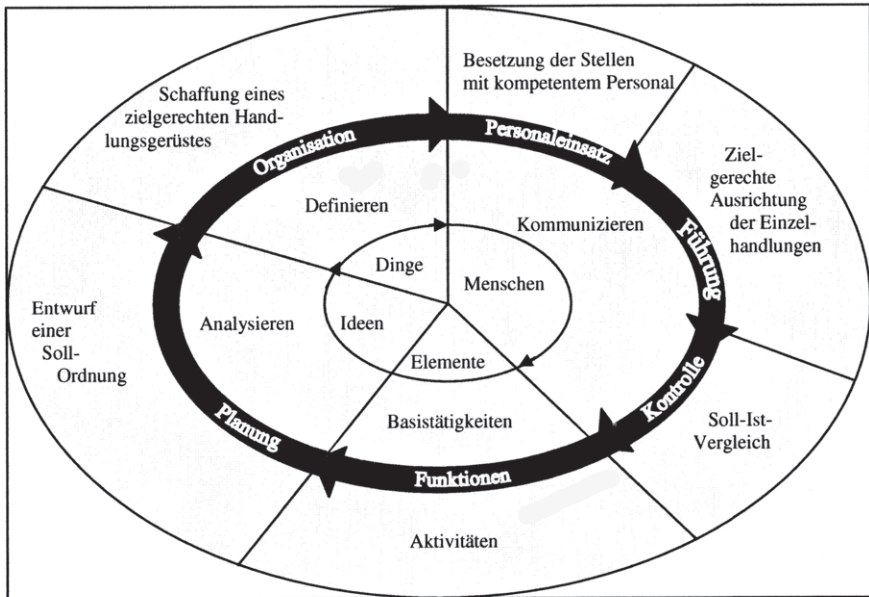 Besetzung der Stellen
mit kompetentem Personal
Schaffung eines
zielgerechten Hand-
lungsgerüstes
Organisation
Personaleinsatz
Ziel-
gerechte
Ausrichtung
der Einzel-
handlungen
Führung
Definieren
Kommunizieren
Dinge
Menschen
Entwurf
einer
Soll-
Ordnung
Analysieren
Ideen
Elemente
Kontrolle
Planung
Basistätigkeiten
Soll-Ist-
Vergleich
Funktionen
Aktivitäten